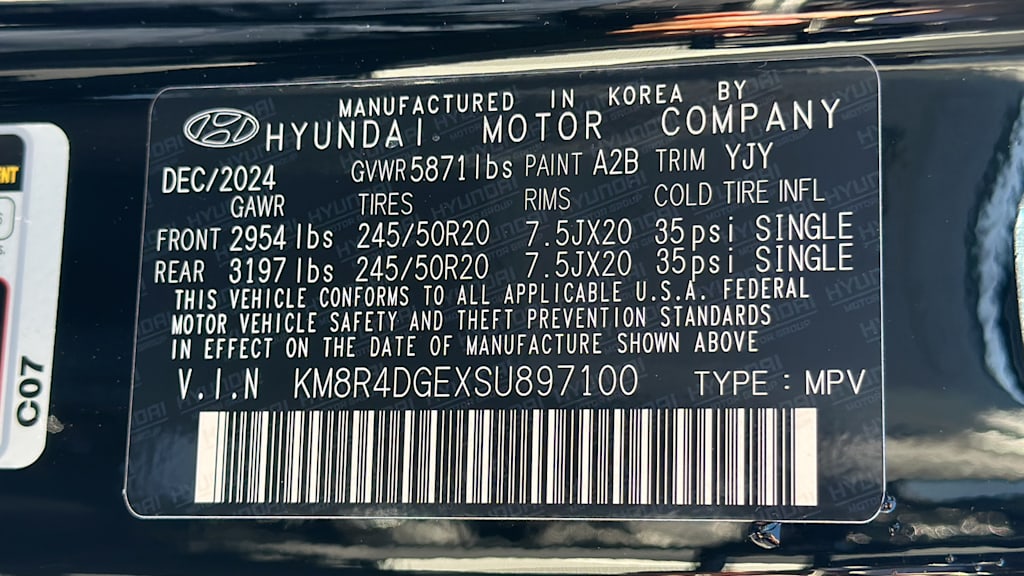 MANUFACTURED IN KOREA BY
HYUNDAI MOTOR COMPANY
DEC/2024 GVWR 5871 lbs PAINT A2B TRIM YJY
GAWR TIRES RIMS COLD TIRE INFL
FRONT 2954 lbs 245/50R20 7.5JX20 35psi SINGLE
REAR 3197 lbs 245/50R20 7.5JX20 35psi SINGLE
THIS VEHICLE CONFORMS TO ALL APPLICABLE U.S.A. FEDERAL
MOTOR VEHICLE SAFETY AND THEFT PREVENTION STANDARDS
IN EFFECT ON THE DATE OF MANUFACTURE SHOWN ABOVE
V.I.N KM8R4DGEXSU897100 TYPE : MPV
C07